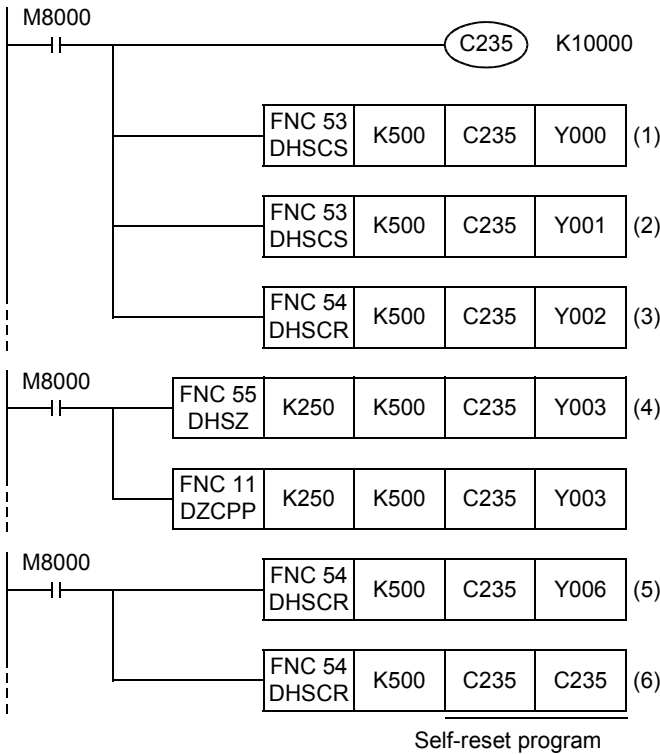 M8000
C235 K10000
FNC 53 DHSCS K500 C235 Y000 (1)
FNC 53 DHSCS K500 C235 Y001 (2)
FNC 54 DHSCR K500 C235 Y002 (3)
M8000
FNC 55 DHSZ K250 K500 C235 Y003 (4)
FNC 11 DZCPP K250 K500 C235 Y003
M8000
FNC 54 DHSCR K500 C235 Y006 (5)
FNC 54 DHSCR K500 C235 C235 (6)
Self-reset program